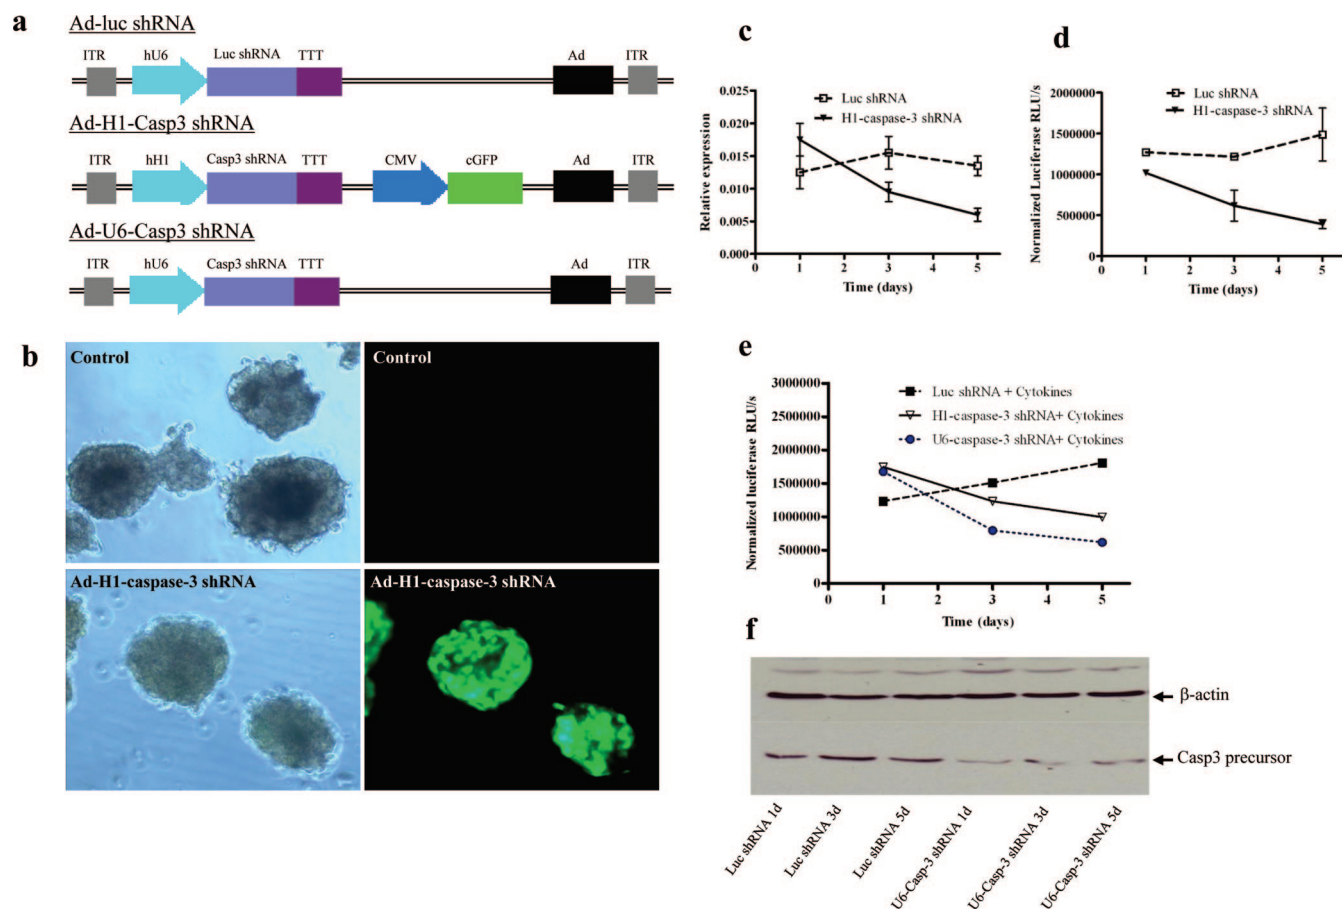 a
Ad-luc shRNA
ITR hU6 Luc shRNA TTT Ad ITR
Ad-H1-Casp3 shRNA
ITR hH1 Casp3 shRNA TTT CMV cGFP Ad ITR
Ad-U6-Casp3 shRNA
ITR hU6 Casp3 shRNA TTT Ad ITR
b
Control
Control
Ad-H1-caspase-3 shRNA
Ad-H1-caspase-3 shRNA
c
Relative expression
0.025
0.020
0.015
0.010
0.005
0.000
Luc shRNA
H1-caspase-3 shRNA
0 1 2 3 4 5
Time (days)
d
Normalized Luciferase RLU/s
2000000
1500000
1000000
500000
0
Luc shRNA
H1-caspase-3 shRNA
0 1 2 3 4 5
Time (days)
e
Normalized luciferase RLU/s
3000000
2500000
2000000
1500000
1000000
500000
0
Luc shRNA + Cytokines
H1-caspase-3 shRNA+ Cytokines
U6-caspase-3 shRNA+ Cytokines
0 1 2 3 4 5
Time (days)
f
β-actin
Casp3 precursor
Luc shRNA 1d
Luc shRNA 3d
Luc shRNA 5d
U6-Casp-3 shRNA 1d
U6-Casp-3 shRNA 3d
U6-Casp-3 shRNA 5d